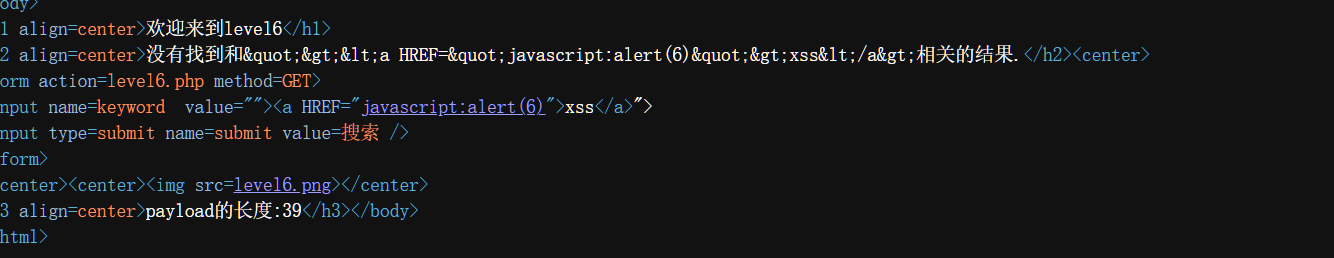 ody>
1 align=center>欢迎来到level6</h1>
2 align=center>没有找到和&quot;&gt;&lt;a HREF=&quot;javascript:alert(6)&quot;&gt;xss&lt;/a&gt;相关的结果.</h2><center>
orm action=level6.php method=GET>
nput name=keyword  value=""><a HREF="javascript:alert(6)">xss</a>">
nput type=submit name=submit value=搜索 />
form>
center><center><img src=level6.png></center>
3 align=center>payload的长度:39</h3></body>
html>